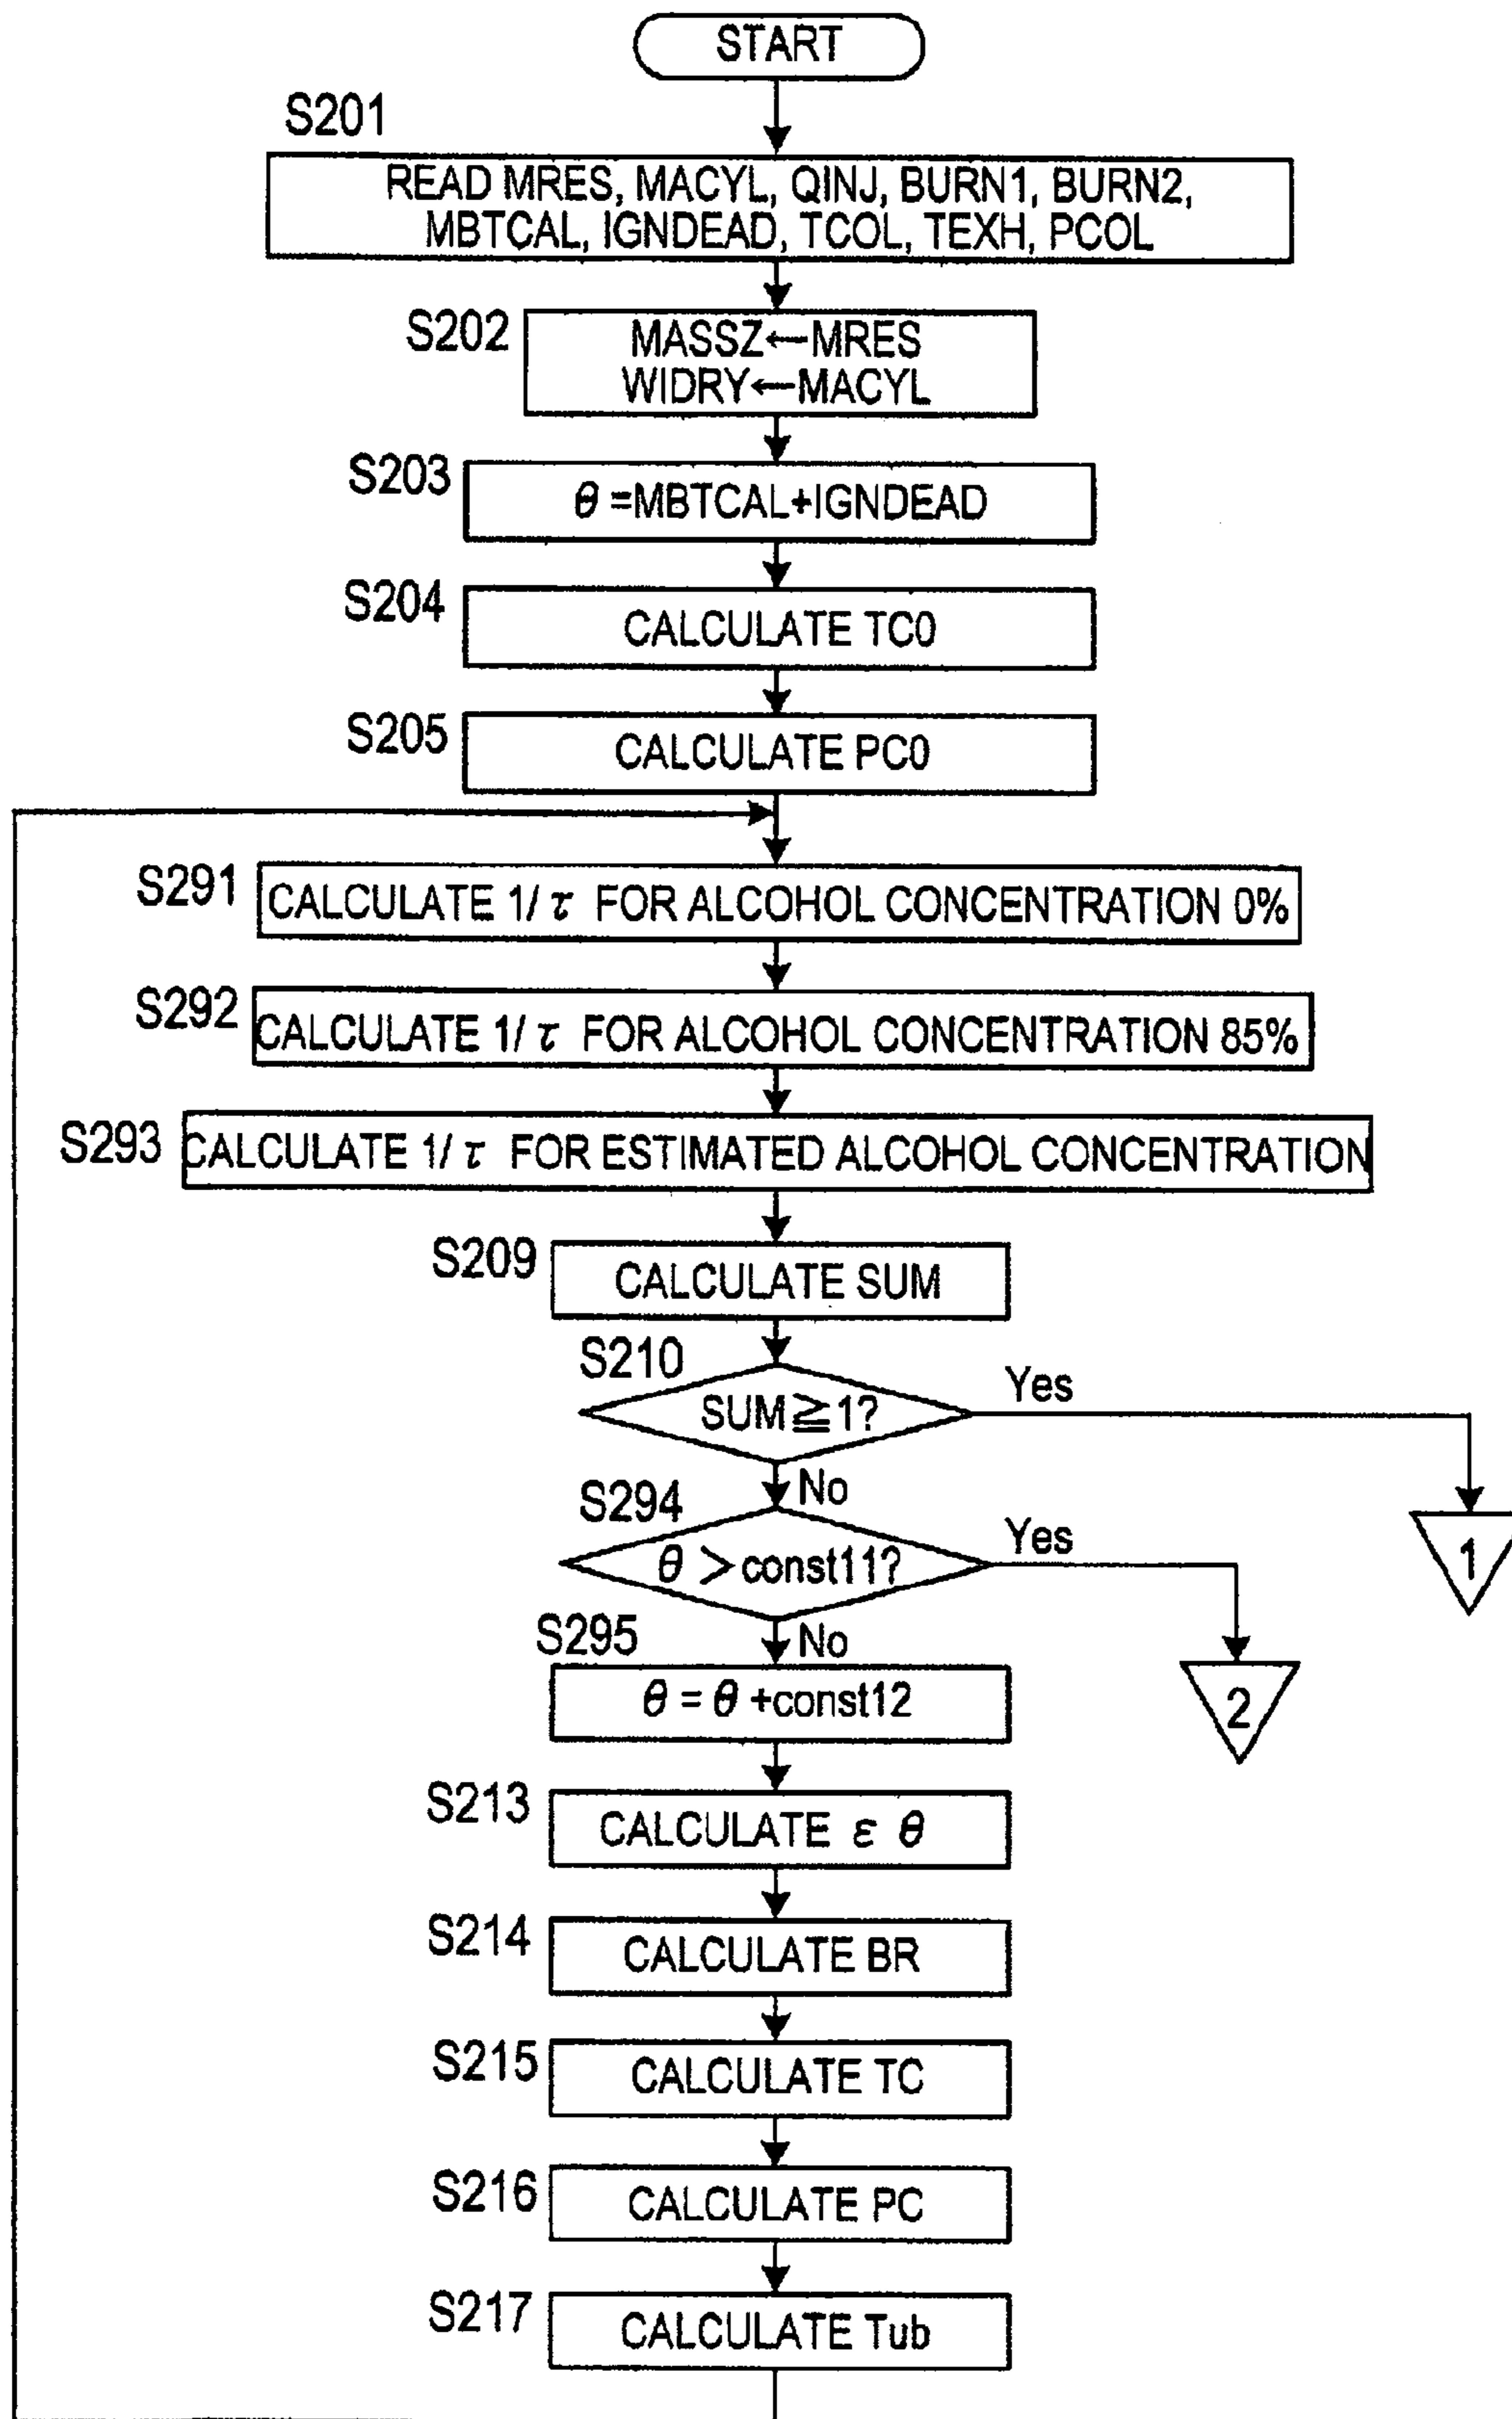 START
S201
READ MRES, MACYL, QINJ, BURN1, BURN2,
MBTCAL, IGNDEAD, TCOL, TEXH, PCOL
S202
MASSZ←MRES
WIDRY←MACYL
S203
θ=MBTCAL+IGNDEAD
S204
CALCULATE TC0
S205
CALCULATE PC0
S291
CALCULATE 1/τ FOR ALCOHOL CONCENTRATION 0%
S292
CALCULATE 1/τ FOR ALCOHOL CONCENTRATION 85%
S293
CALCULATE 1/τ FOR ESTIMATED ALCOHOL CONCENTRATION
S209
CALCULATE SUM
S210
SUM≧1?
Yes
No
1
S294
θ>const11?
Yes
No
2
S295
θ=θ+const12
S213
CALCULATE ε θ
S214
CALCULATE BR
S215
CALCULATE TC
S216
CALCULATE PC
S217
CALCULATE Tub